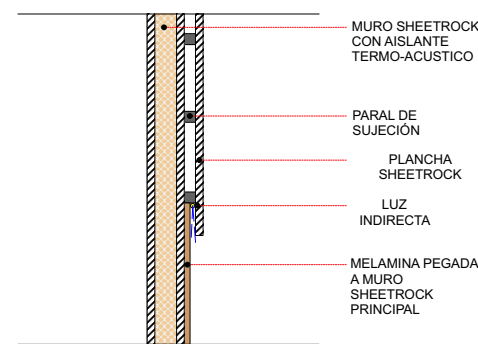 MURO SHEETROCK
CON AISLANTE
TERMO-ACUSTICO
PARAL DE
SUJECIÓN
PLANCHA
SHEETROCK
LUZ
INDIRECTA
MELAMINA PEGADA
A MURO
SHEETROCK
PRINCIPAL